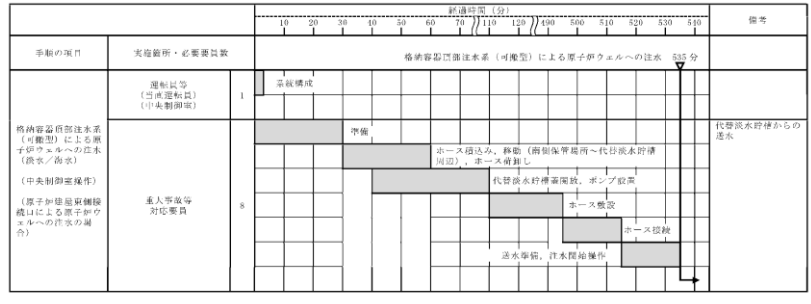 経過時間（分）
10 20 30 40 50 60 70 110 120 490 500 510 520 530 540
備考
手順の項目
実施箇所・必要要員数
格納容器頂部注水系（可搬型）による原子炉ウェルへの注水 535分
格納容器頂部注水系
（可搬型）による原
子炉ウェルへの注水
（淡水／海水）
（中央制御室操作）
（原子炉建屋東側接
続口による原子炉ウ
ェルへの注水の場
合）
運転員等
（当直運転員）
（中央制御室）
1
系統構成
重大事故等
対応要員
8
準備
ホース積込み、移動（南側保管場所～代替淡水貯槽
周辺）、ホース荷卸し
代替淡水貯槽蓋開放、ポンプ設置
ホース敷設
ホース接続
送水準備、注水開始操作
代替淡水貯槽からの
送水